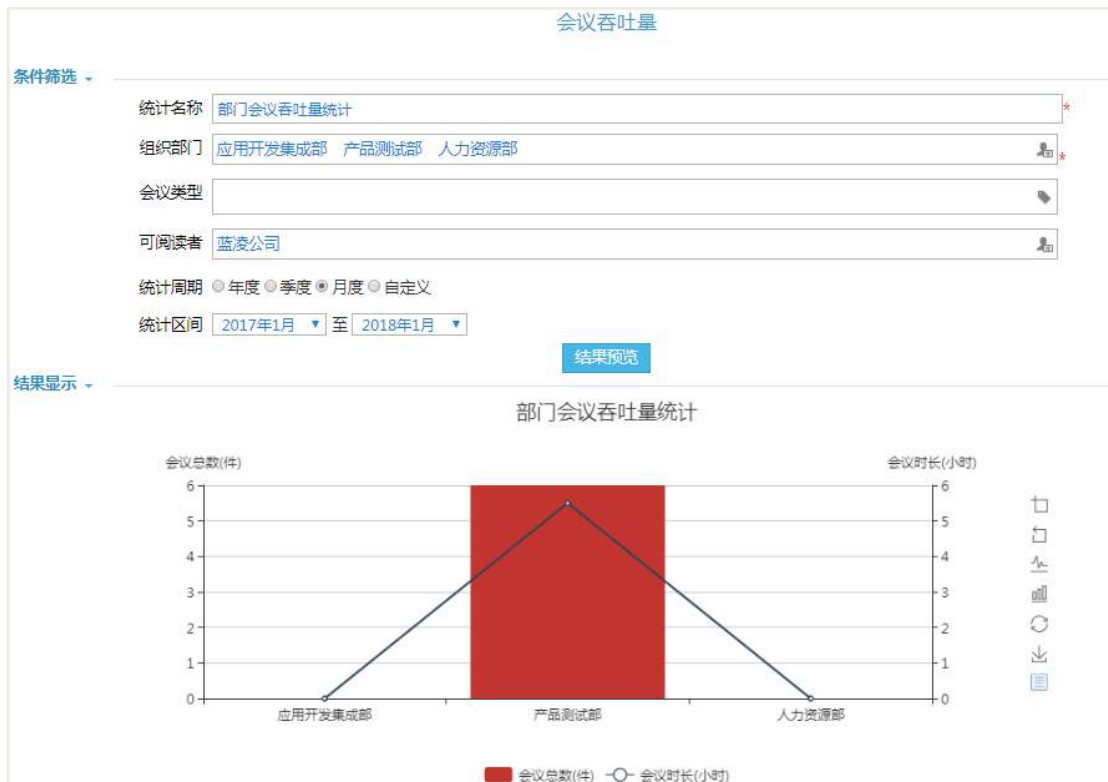 会议吞吐量
条件筛选
统计名称 部门会议吞吐量统计 *
组织部门 应用开发集成部 产品测试部 人力资源部 *
会议类型
可阅读者 蓝凌公司
统计周期 年度 季度 月度 自定义
统计区间 2017年1月 至 2018年1月
结果预览
结果显示
部门会议吞吐量统计
会议总数(件) 会议时长(小时)
6 6
5 5
4 4
3 3
2 2
1 1
0 0
应用开发集成部 产品测试部 人力资源部
会议总数(件) 会议时长(小时)